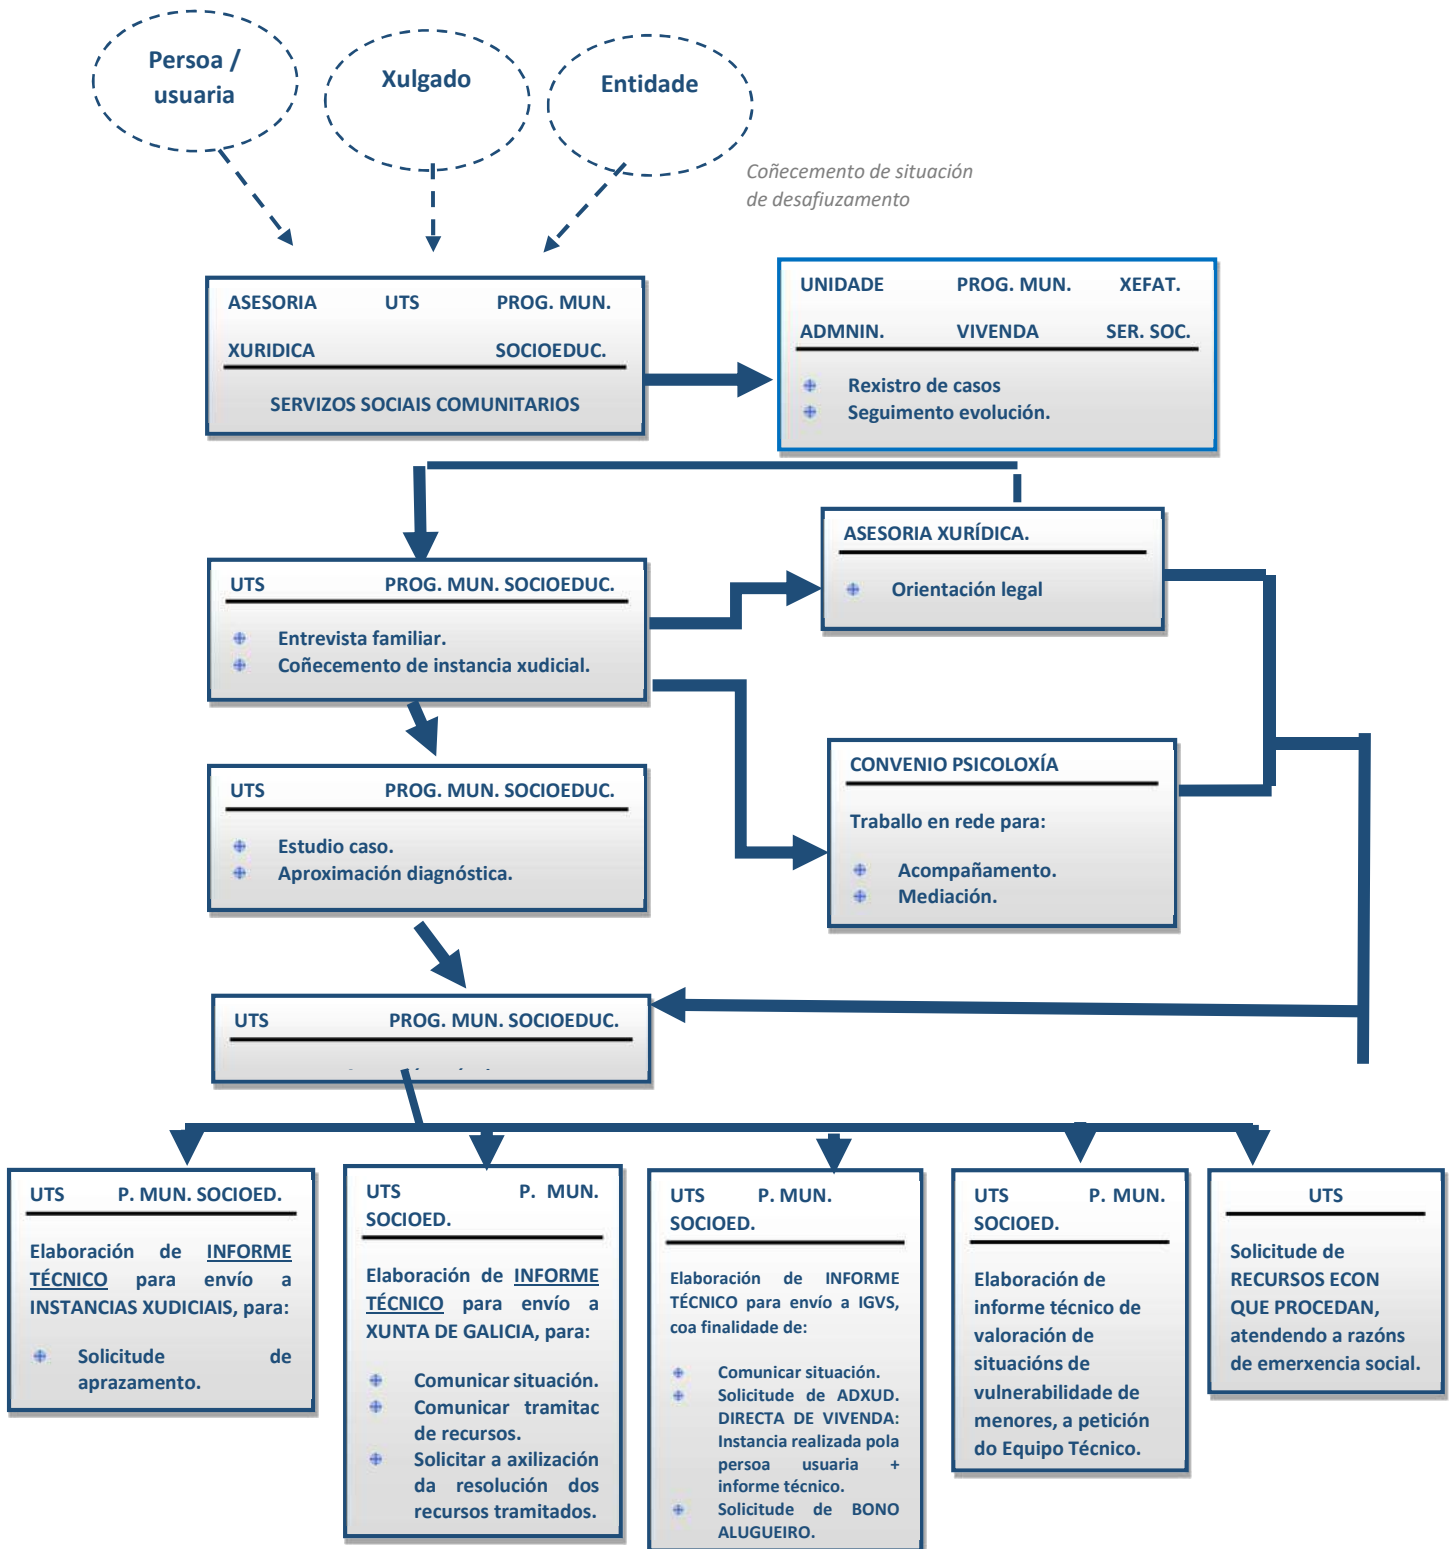 Persoa /
usuaria
Xulgado
Entidade
Coñecemento de situación
de desafiuzamento
ASESORIA UTS PROG. MUN.
XURIDICA SOCIOEDUC.
SERVIZOS SOCIAIS COMUNITARIOS
UNIDADE PROG. MUN. XEFAT.
ADMNIN. VIVENDA SER. SOC.
Rexistro de casos
Seguimento evolución.
ASESORIA XURÍDICA.
Orientación legal
UTS PROG. MUN. SOCIOEDUC.
Entrevista familiar.
Coñecemento de instancia xudicial.
CONVENIO PSICOLOXÍA
Traballo en rede para:
Acompañamento.
Mediación.
UTS PROG. MUN. SOCIOEDUC.
Estudio caso.
Aproximación diagnóstica.
UTS PROG. MUN. SOCIOEDUC.
UTS P. MUN. SOCIOED.
Elaboración de INFORME
TÉCNICO para envío a
INSTANCIAS XUDICIAIS, para:
Solicitude de
aprazamento.
UTS P. MUN.
SOCIOED.
Elaboración de INFORME
TÉCNICO para envío a
XUNTA DE GALICIA, para:
Comunicar situación.
Comunicar tramitac
de recursos.
Solicitar a axilización
da resolución dos
recursos tramitados.
UTS P. MUN.
SOCIOED.
Elaboración de INFORME
TÉCNICO para envío a IGVS,
coa finalidade de:
Comunicar situación.
Solicitude de ADXUD.
DIRECTA DE VIVENDA:
Instancia realizada pola
persoa usuaria +
informe técnico.
Solicitude de BONO
ALUGUEIRO.
UTS P. MUN.
SOCIOED.
Elaboración de
informe técnico de
valoración de
situacións de
vulnerabilidade de
menores, a petición
do Equipo Técnico.
UTS
Solicitude de
RECURSOS ECON
QUE PROCEDAN,
atendendo a razóns
de emerxencia social.